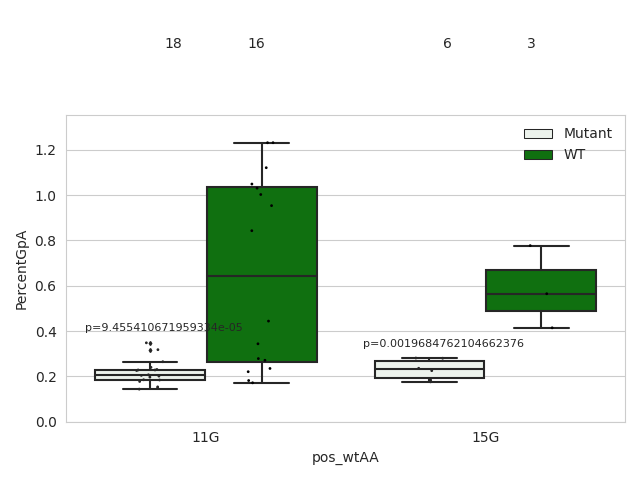 18 16 6 3
Mutant
WT
1.2
1.0
0.8
0.6
0.4
0.2
0.0
PercentGpA
p=9.455410671959334e-05
p=0.0019684762104662376
11G 15G
pos_wtAA